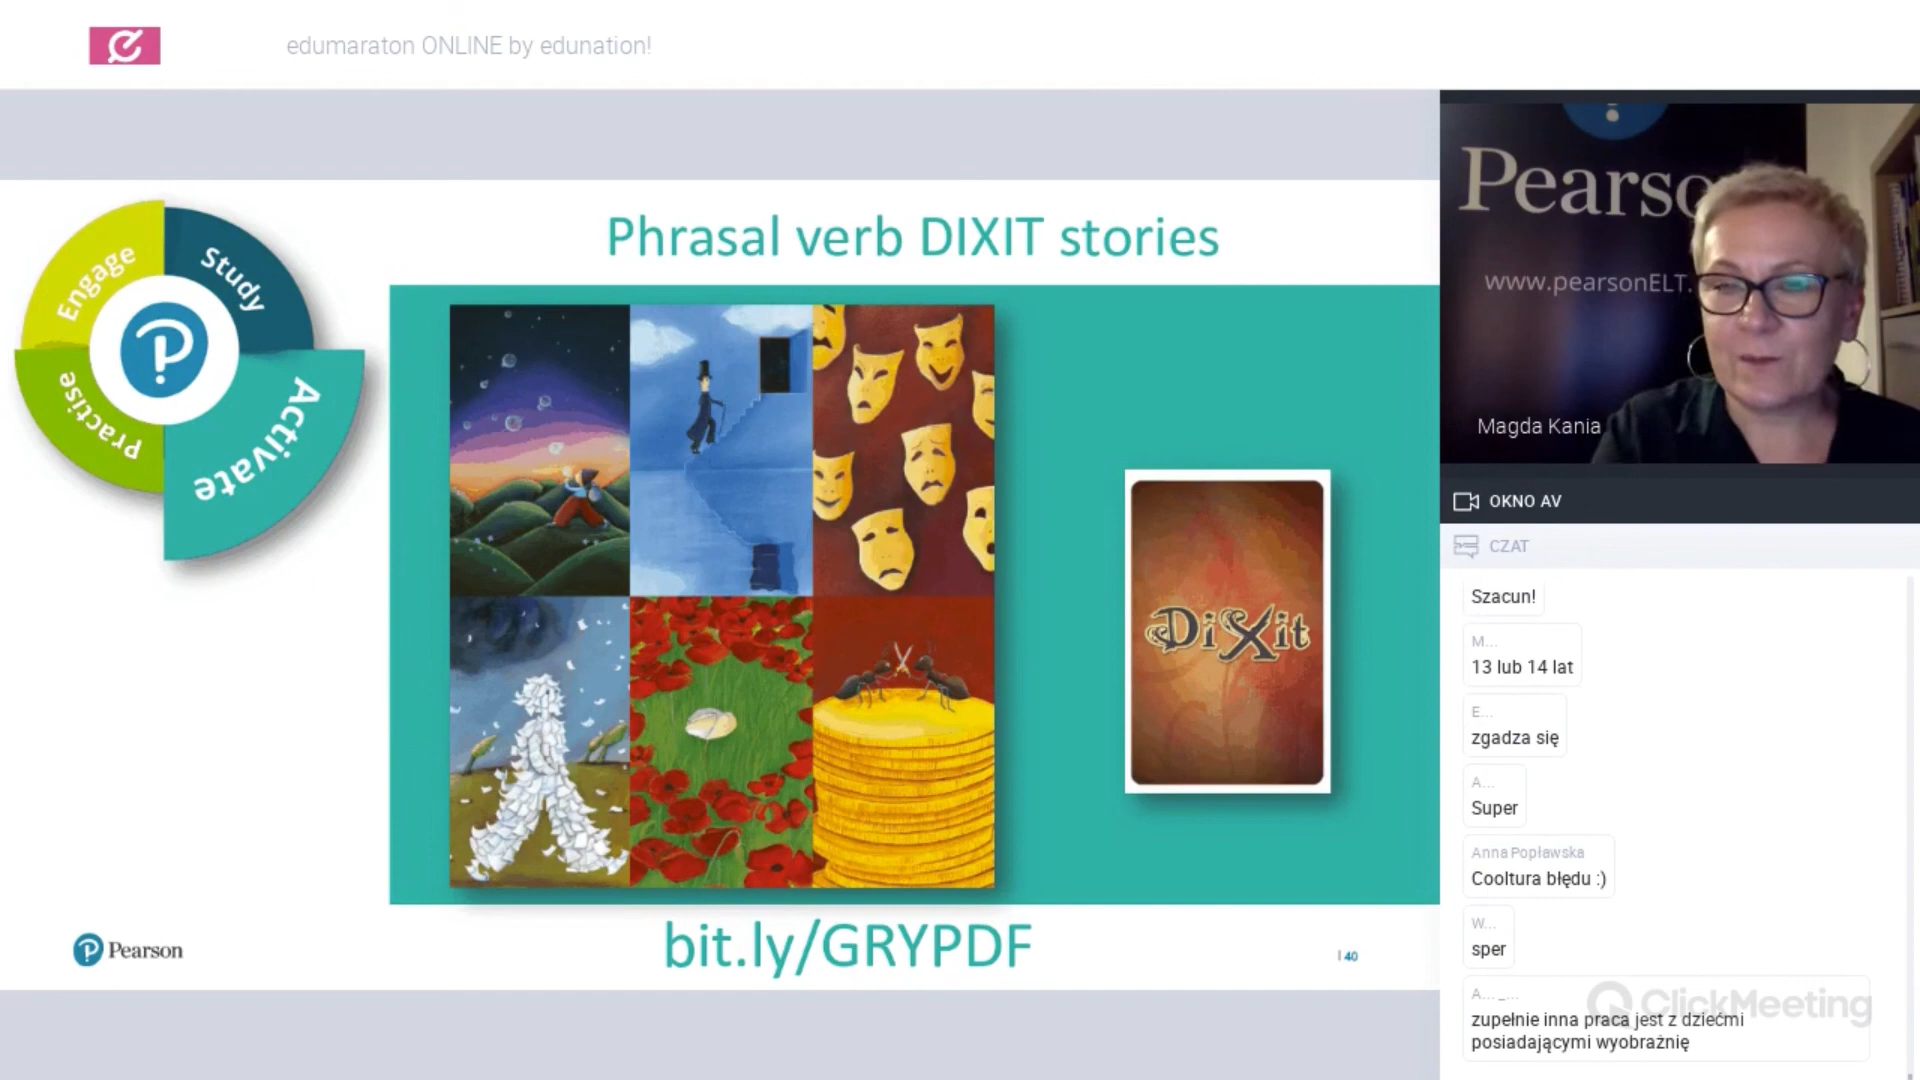 edumaraton ONLINE by edunation!
Engage
Study
Practise
Activate
Phrasal verb DIXIT stories
DiXit
bit.ly/GRYPDF
Pearson
| 40
Pearso
www.pearsonELT.
Magda Kania
OKNO AV
CZAT
Szacun!
M...
13 lub 14 lat
E...
zgadza się
A...
Super
Anna Popławska
Cooltura błędu :)
W...
sper
A... _...
zupełnie inna praca jest z dziećmi
posiadającymi wyobraźnię
ClickMeeting